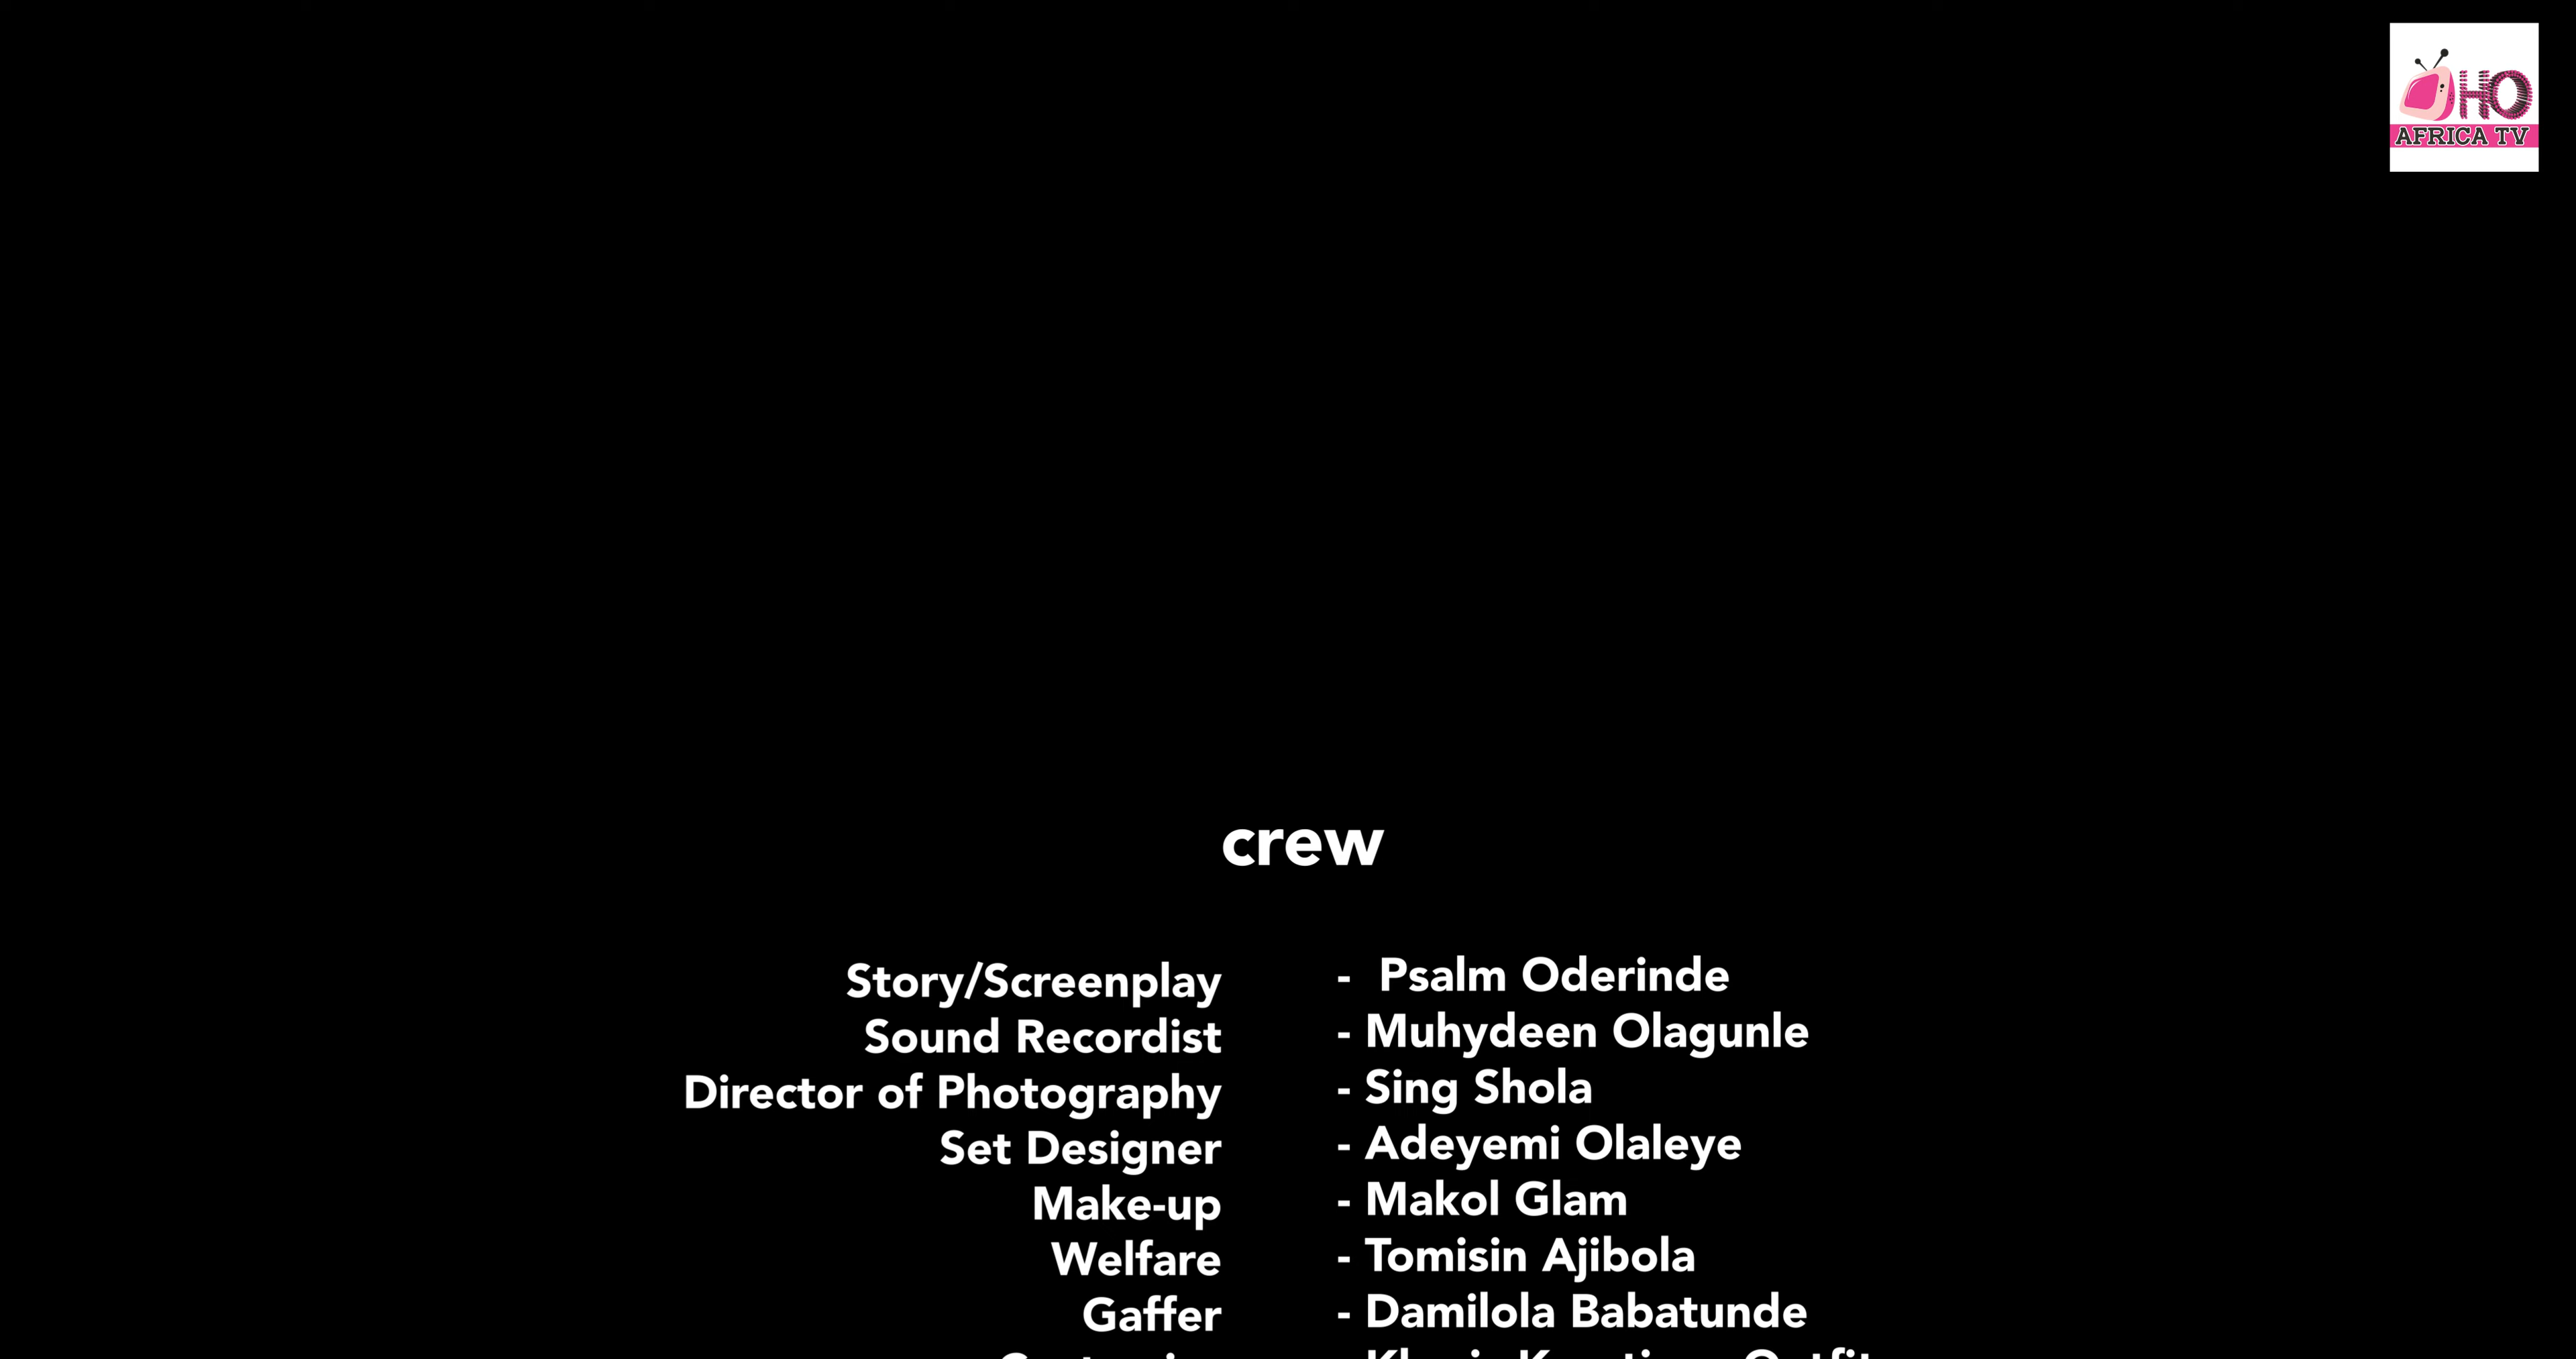 HO
AFRICA TV
crew
Story/Screenplay - Psalm Oderinde
Sound Recordist - Muhydeen Olagunle
Director of Photography - Sing Shola
Set Designer - Adeyemi Olaleye
Make-up - Makol Glam
Welfare - Tomisin Ajibola
Gaffer - Damilola Babatunde